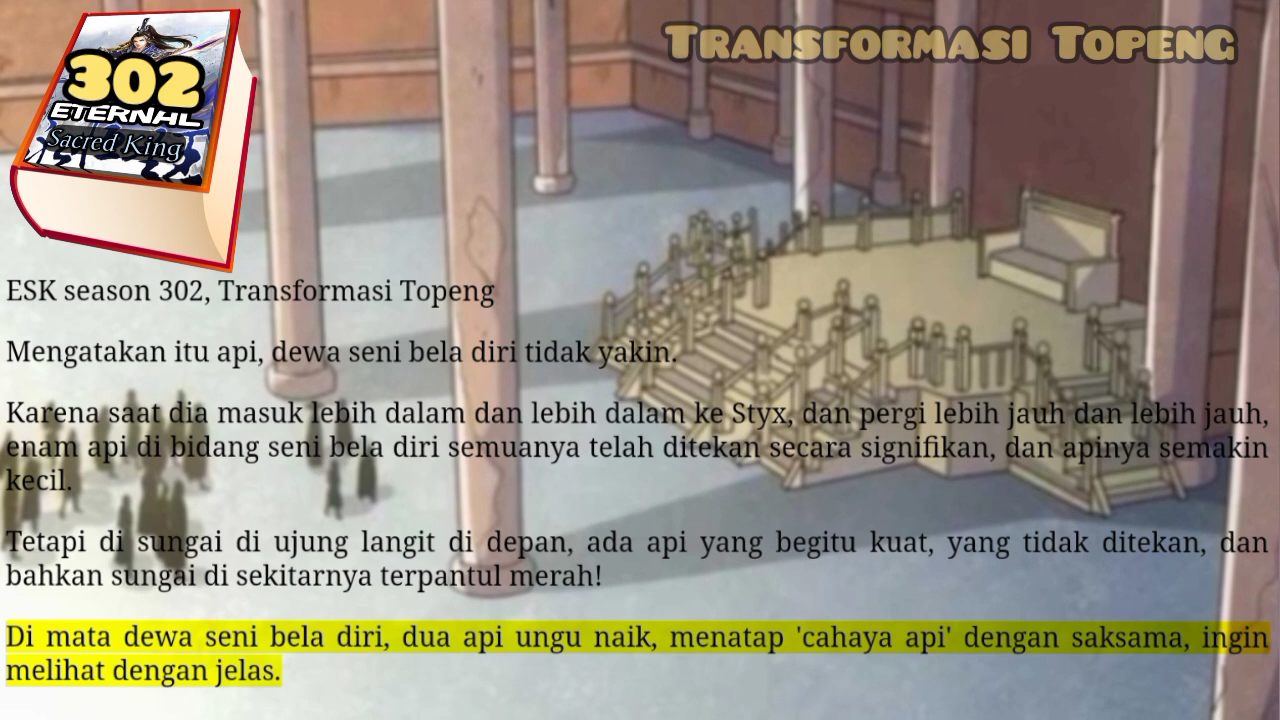 Transformasi Topeng
302
ETERNAL
Sacred King
ESK season 302, Transformasi Topeng
Mengatakan itu api, dewa seni bela diri tidak yakin.
Karena saat dia masuk lebih dalam dan lebih dalam ke Styx, dan pergi lebih jauh dan lebih jauh,
enam api di bidang seni bela diri semuanya telah ditekan secara signifikan, dan apinya semakin
kecil.
Tetapi di sungai di ujung langit di depan, ada api yang begitu kuat, yang tidak ditekan, dan
bahkan sungai di sekitarnya terpantul merah!
Di mata dewa seni bela diri, dua api ungu naik, menatap 'cahaya api' dengan saksama, ingin
melihat dengan jelas.